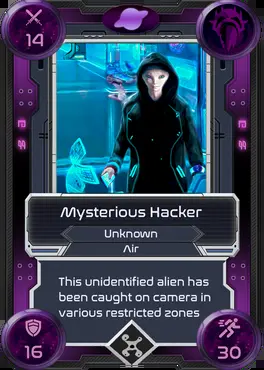 14
Mysterious Hacker
Unknown
Air
This unidentified alien has
been caught on camera in
various restricted zones
16
30